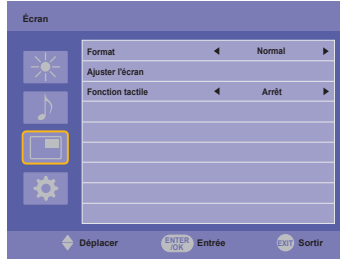 Écran
Format Normal
Ajuster l'écran
Fonction tactile Arrêt
Déplacer ENTER /OK Entrée EXIT Sortir